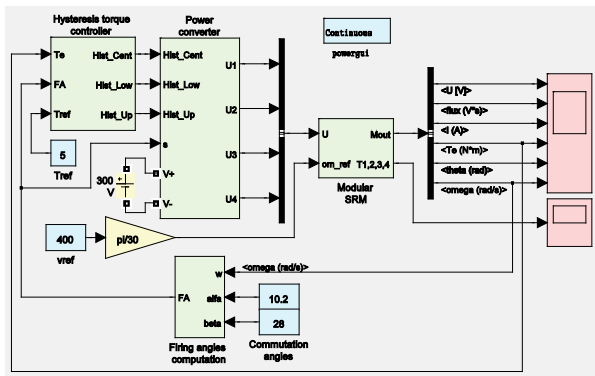 Hysteresis torque
controller
Te
FA
Tref
Hist_Cent
Hist_Low
Hist_Up
5
Tref
Power
converter
Hist_Cent
Hist_Low
Hist_Up
s
V+
V-
U1
U2
U3
U4
300
V
+
Continuous
powergui
U
om_ref
Mout
T1,2,3,4
Modular
SRM
<U [V]>
<flux (V*s)>
<I (A)>
<Te (N*m)>
<theta (rad)>
<omega (rad/s)>
400
vref
pi/30
<omega (rad/s)>
FA
w
alfa
beta
Firing angles
computation
10.2
28
Commutation
angles